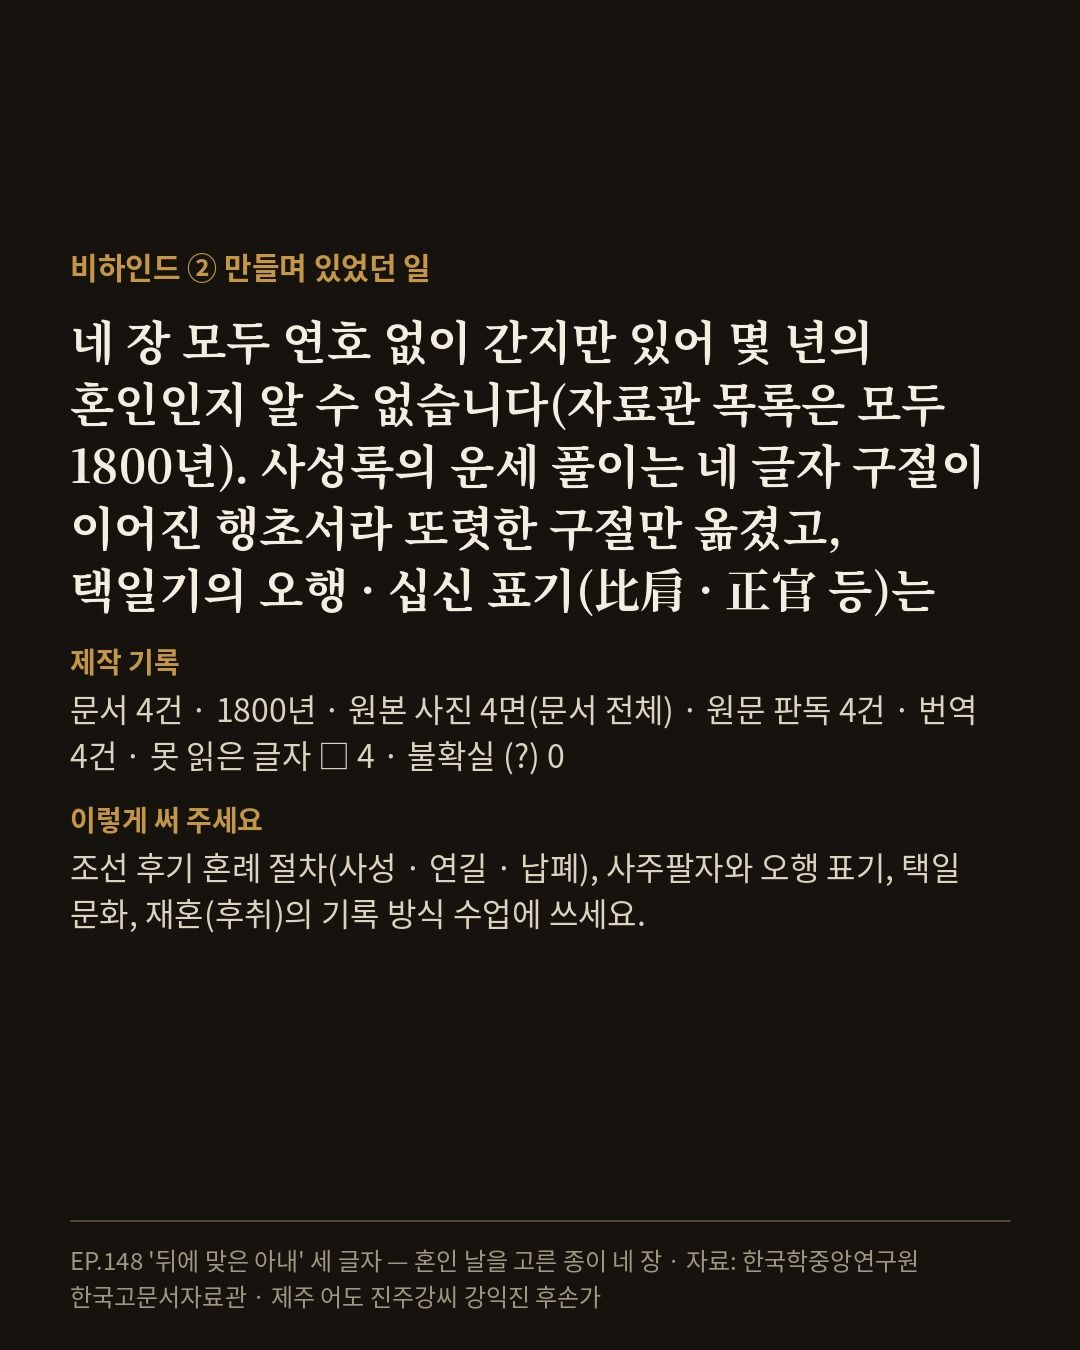 비하인드 ② 만들며 있었던 일
네 장 모두 연호 없이 간지만 있어 몇 년의
혼인인지 알 수 없습니다(자료관 목록은 모두
1800년). 사성록의 운세 풀이는 네 글자 구절이
이어진 행초서라 또렷한 구절만 옮겼고,
택일기의 오행 · 십신 표기(比肩 · 正官 등)는
제작 기록
문서 4건 · 1800년 · 원본 사진 4면(문서 전체) · 원문 판독 4건 · 번역
4건 · 못 읽은 글자 □ 4 · 불확실 (?) 0
이렇게 써 주세요
조선 후기 혼례 절차(사성 · 연길 · 납폐), 사주팔자와 오행 표기, 택일
문화, 재혼(후취)의 기록 방식 수업에 쓰세요.
EP.148 '뒤에 맞은 아내' 세 글자 — 혼인 날을 고른 종이 네 장 · 자료: 한국학중앙연구원
한국고문서자료관 · 제주 어도 진주강씨 강익진 후손가